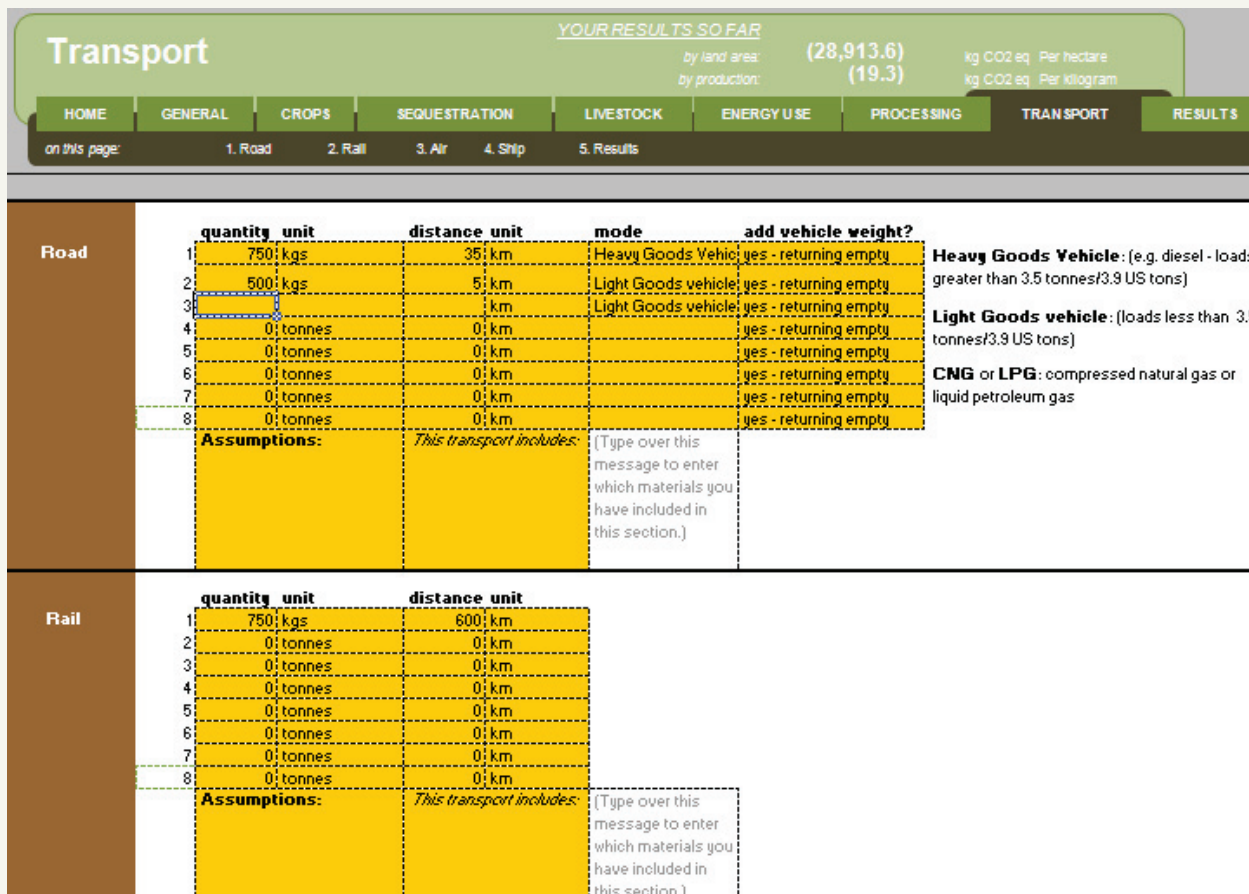 Transport
YOUR RESULTS SO FAR
by land area: (28,913.6) kg CO2 eq Per hectare
by production: (19.3) kg CO2 eq Per kilogram
HOME GENERAL CROPS SEQUESTRATION LIVESTOCK ENERGY USE PROCESSING TRANSPORT RESULTS
on this page: 1. Road 2. Rail 3. Air 4. Ship 5. Results
Road
quantity unit distance unit mode add vehicle weight?
1 750 kgs 35 km Heavy Goods Vehic yes - returning empty
2 500 kgs 5 km Light Goods vehicle yes - returning empty
3 km Light Goods vehicle yes - returning empty
4 0 tonnes 0 km yes - returning empty
5 0 tonnes 0 km yes - returning empty
6 0 tonnes 0 km yes - returning empty
7 0 tonnes 0 km yes - returning empty
8 0 tonnes 0 km yes - returning empty
Heavy Goods Vehicle: (e.g. diesel - loads
greater than 3.5 tonnes/3.9 US tons)
Light Goods vehicle: (loads less than 3.
tonnes/3.9 US tons)
CNG or LPG: compressed natural gas or
liquid petroleum gas
Assumptions: This transport includes: (Type over this
message to enter
which materials you
have included in
this section.)
Rail
quantity unit distance unit
1 750 kgs 600 km
2 0 tonnes 0 km
3 0 tonnes 0 km
4 0 tonnes 0 km
5 0 tonnes 0 km
6 0 tonnes 0 km
7 0 tonnes 0 km
8 0 tonnes 0 km
Assumptions: This transport includes: (Type over this
message to enter
which materials you
have included in
this section.)